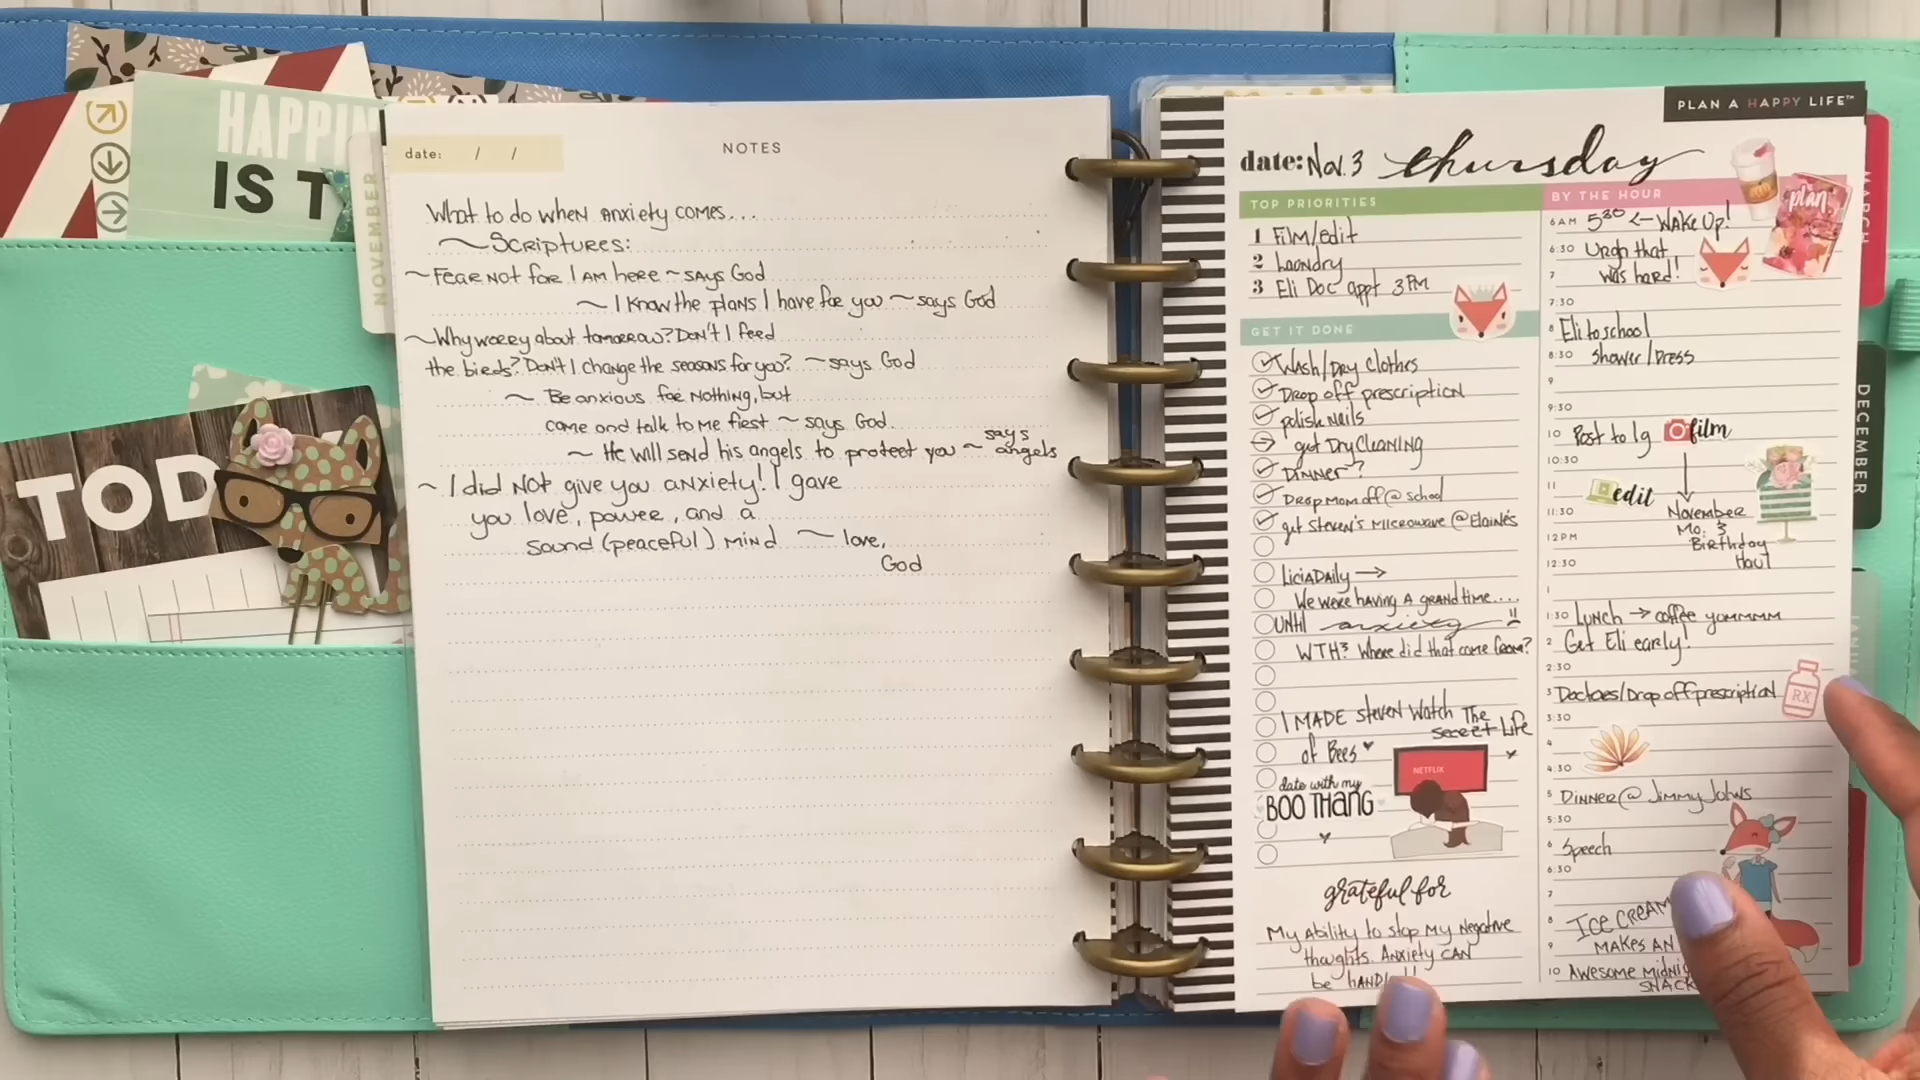 HAPPIN
IS T
NOVEMBER
TOD
date: / /
NOTES
What to do when anxiety comes...
~ Scriptures:
~ Fear not for I am here ~ says God
~ I know the plans I have for you ~ says God
~ Why worry about tomorrow? Don't I feed
the birds? Don't I change the seasons for you? ~ says God
~ Be anxious for nothing, but
come and talk to me first ~ says God.
~ He will send his angels to protect you ~ says angels
~ I did NOT give you anxiety! I gave
you love, power, and a
sound (peaceful) mind ~ love,
God
PLAN A HAPPY LIFE™
date: Nov. 3 thursday
TOP PRIORITIES
1 Film/edit
2 Laundry
3 Eli Doc appt 3PM
GET IT DONE
Wash/Dry Clothes
Drop off prescription
polish nails
get Dry Cleaning
Dinner?
Drop mom off @ school
get Steven's microwave @ Elaine's
LiciaDaily →
We were having a grand time....
UNTIL anxiety !!
WTH? Where did that come from?
I MADE Steven Watch The
Secret Life
of Bees ♥
NETFLIX
date with my
BOO THANG
grateful for
My Ability to stop My Negative
thoughts. Anxiety CAN
be
BY THE HOUR
plan.
6AM 5:30 ← Wake Up!
6:30 Urgh that
7 was hard!
7:30
8 Eli to school
8:30 Shower/Dress
9
9:30
10 Post to Ig film
10:30
11 edit
11:30 November
Mo. &
12PM Birthday
12:30 Haul
1
1:30 Lunch → coffee yommmm
2 Get Eli early!
2:30
3 Doctors/Drop off prescription RX
3:30
4
4:30
5 Dinner @ Jimmy Johns
5:30
6 Speech
6:30
7
8 ICE CREAM
9 MAKES AN
10 Awesome
SNACK
MARCH
DECEMBER